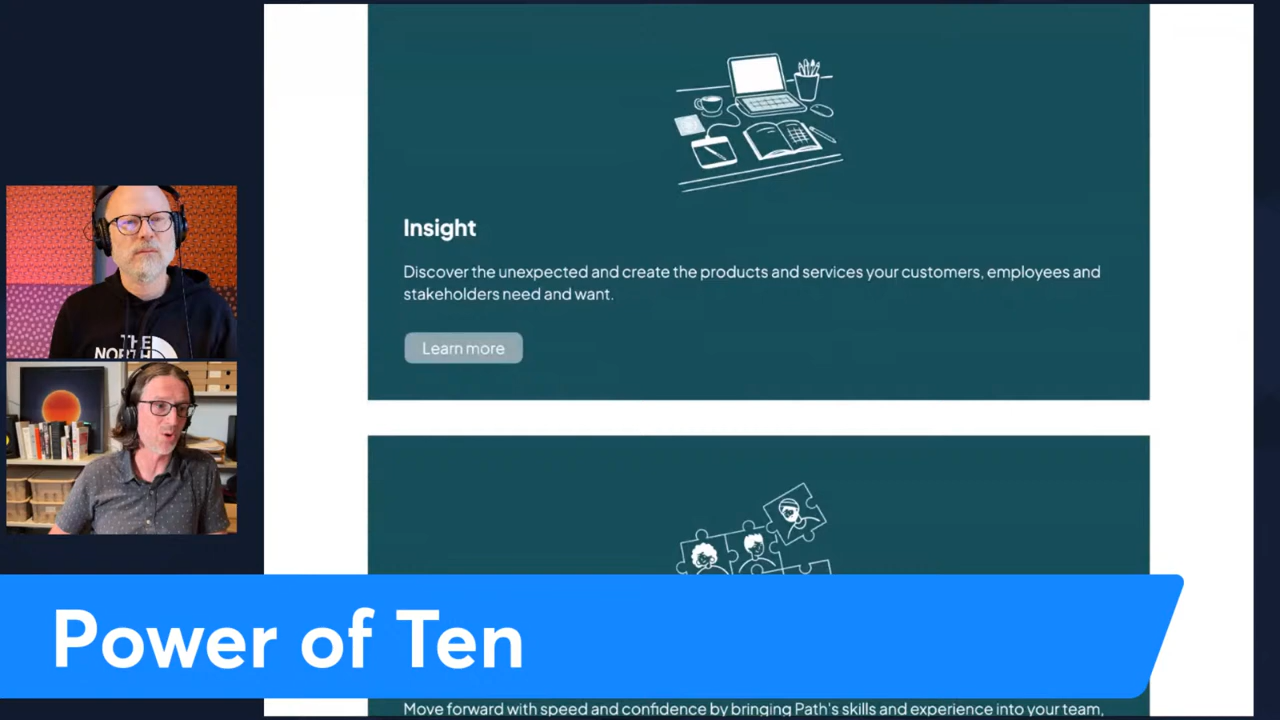 THE
NORTH
Insight
Discover the unexpected and create the products and services your customers, employees and
stakeholders need and want.
Learn more
Power of Ten
Move forward with speed and confidence by bringing Path's skills and experience into your team,